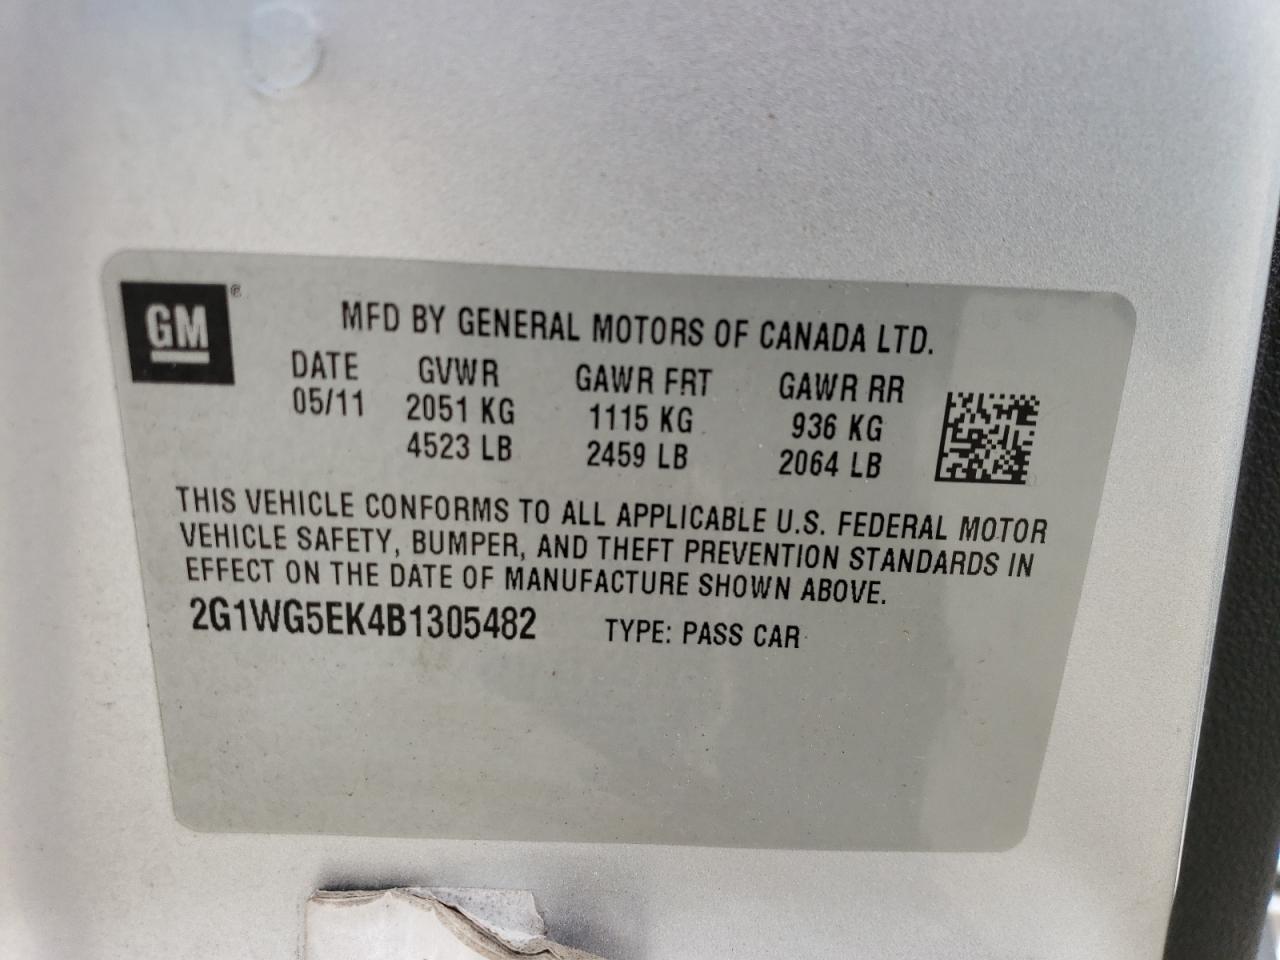 GM®
MFD BY GENERAL MOTORS OF CANADA LTD.
DATE GVWR GAWR FRT GAWR RR
05/11 2051 KG 1115 KG 936 KG
4523 LB 2459 LB 2064 LB
THIS VEHICLE CONFORMS TO ALL APPLICABLE U.S. FEDERAL MOTOR
VEHICLE SAFETY, BUMPER, AND THEFT PREVENTION STANDARDS IN
EFFECT ON THE DATE OF MANUFACTURE SHOWN ABOVE.
2G1WG5EK4B1305482 TYPE: PASS CAR